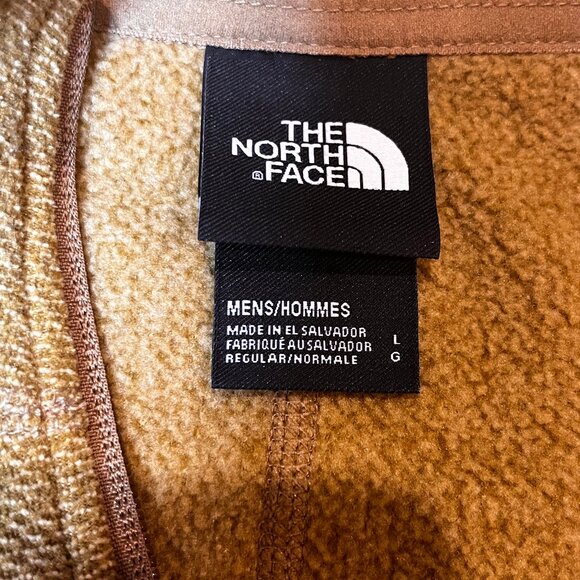 THE
NORTH
FACE®
MENS/HOMMES
MADE IN EL SALVADOR
FABRIQUÉ AU SALVADOR
REGULAR/NORMALE
L
G